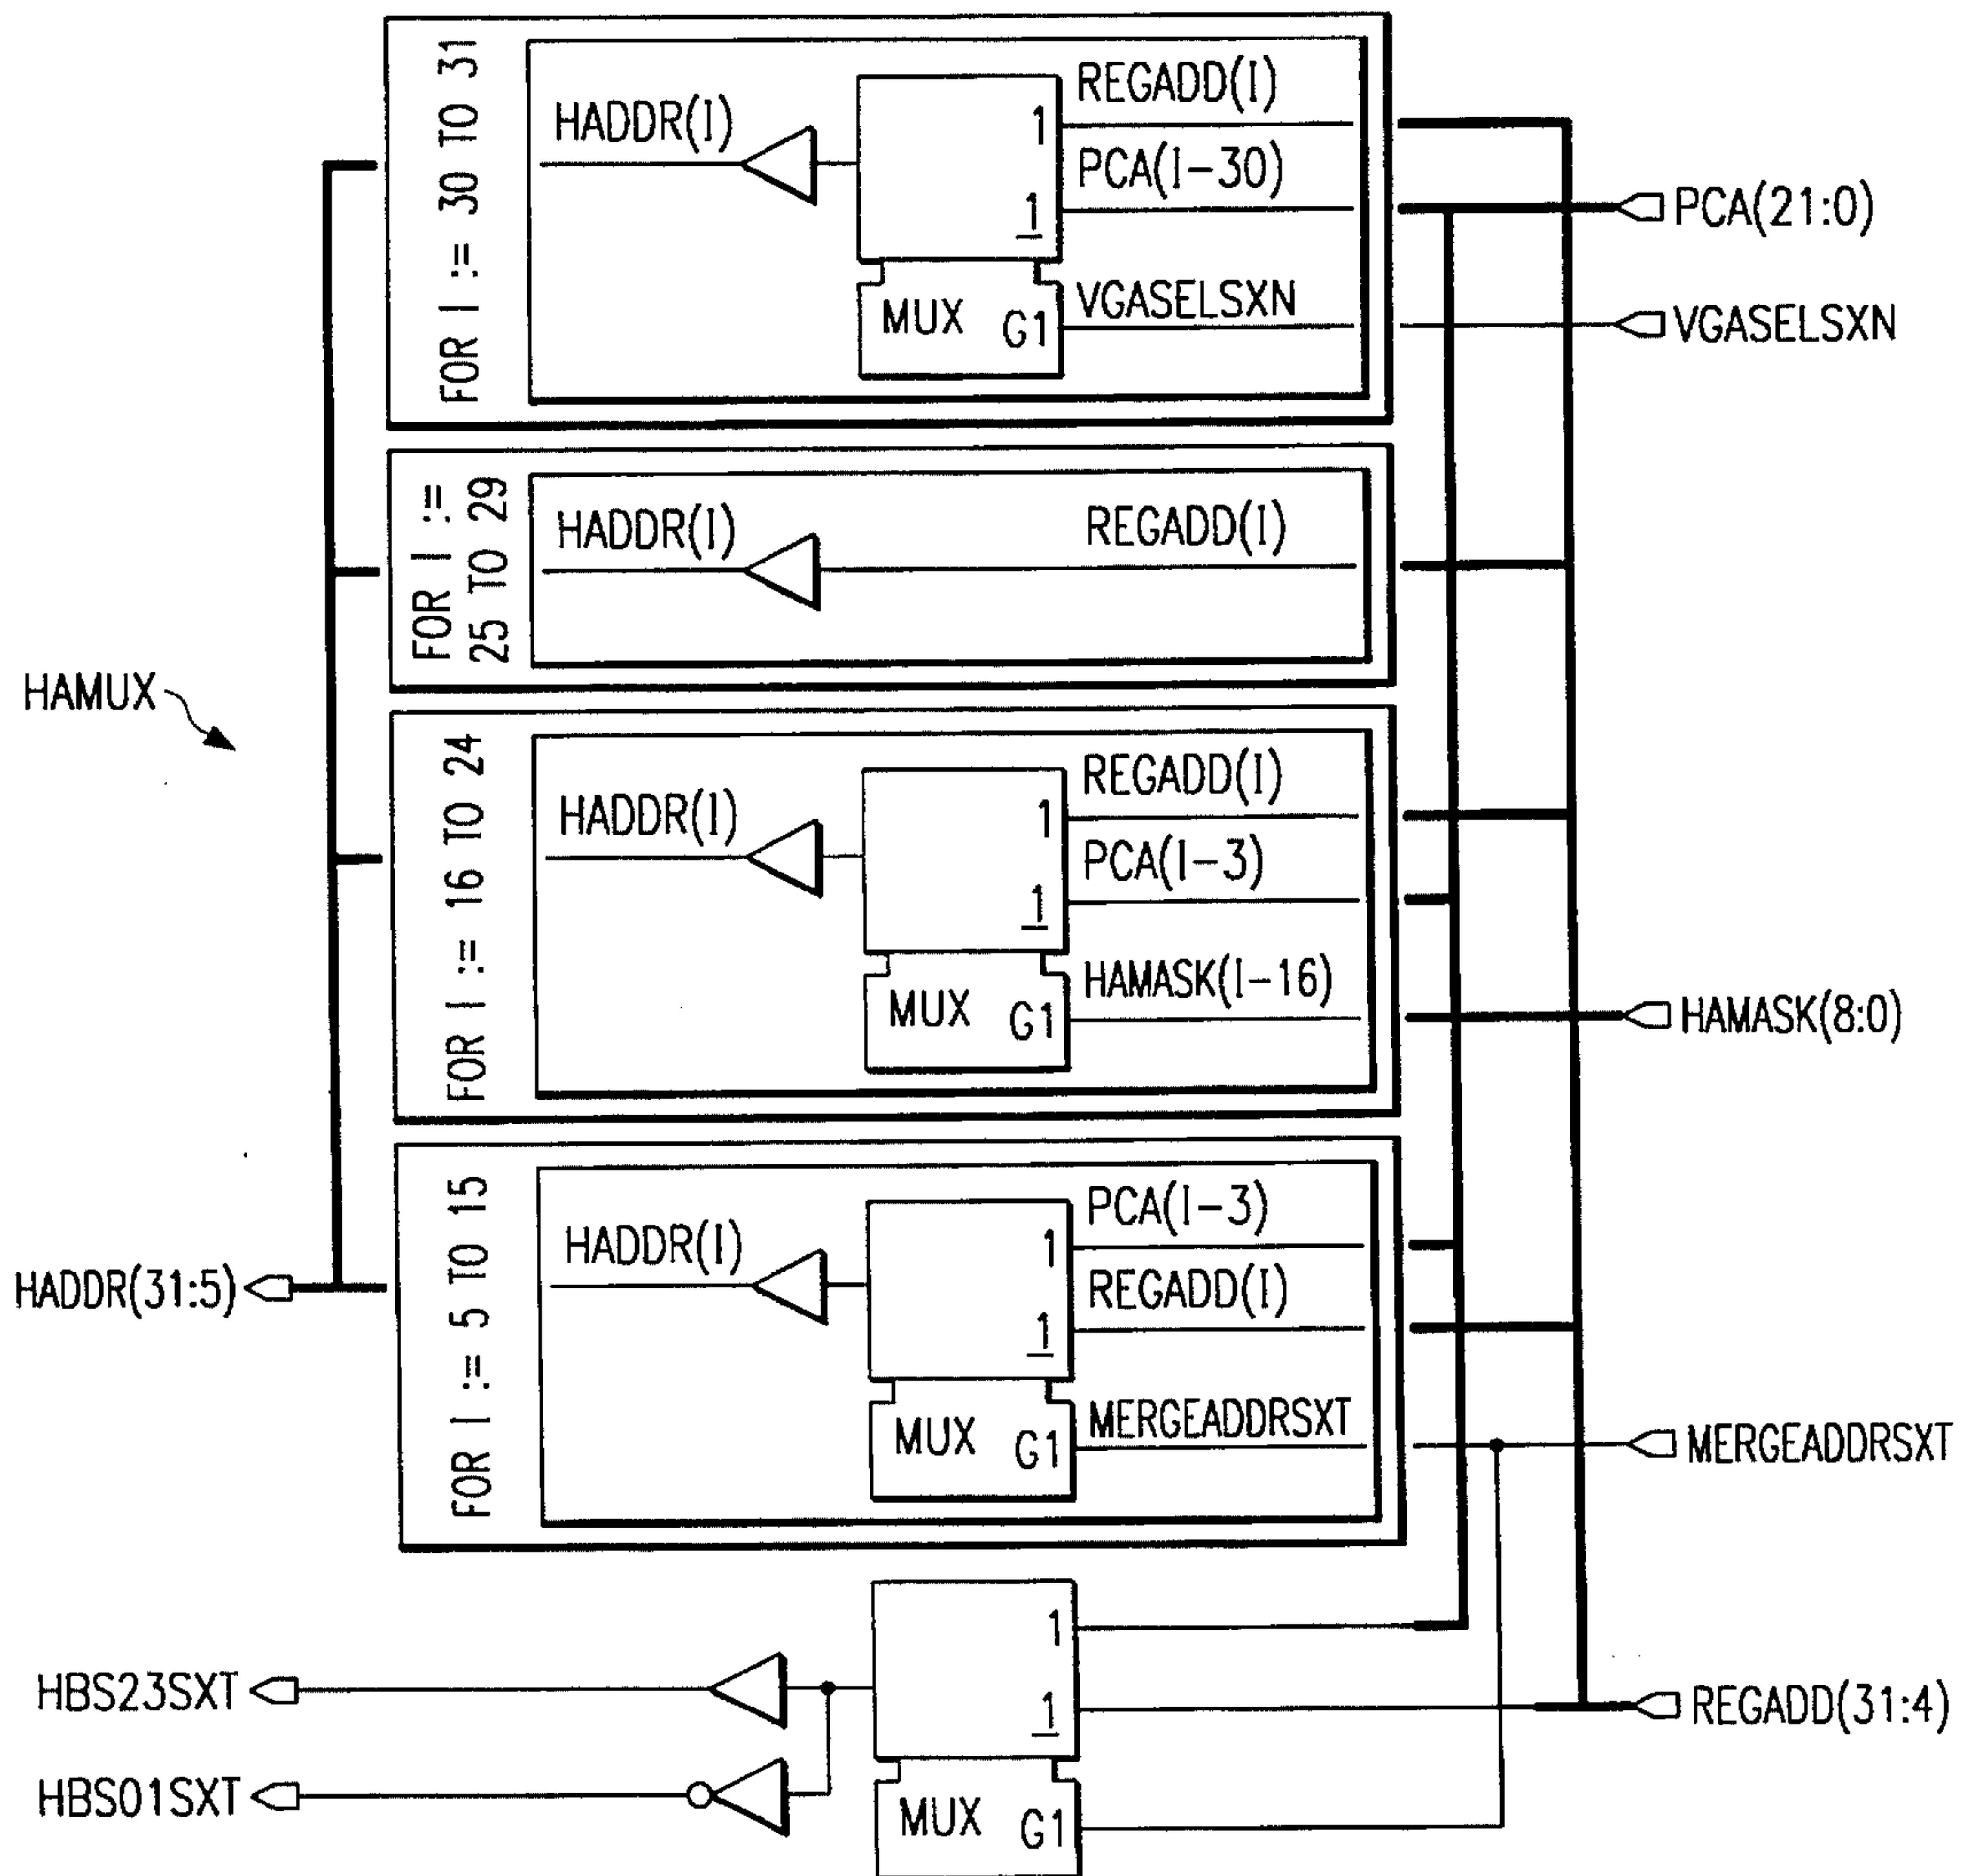 FOR I := 30 TO 31
HADDR(I)
1
REGADD(I)
PCA(I-30)
1
MUX
G1
VGASELSXN
PCA(21:0)
VGASELSXN
FOR I :=
25 TO 29
HADDR(I)
REGADD(I)
HAMUX
FOR I := 16 TO 24
HADDR(I)
1
REGADD(I)
PCA(I-3)
1
MUX
G1
HAMASK(I-16)
HAMASK(8:0)
FOR I := 5 TO 15
HADDR(I)
1
PCA(I-3)
REGADD(I)
1
MUX
G1
MERGEADDRSXT
HADDR(31:5)
MERGEADDRSXT
1
1
MUX
G1
HBS23SXT
HBS01SXT
REGADD(31:4)